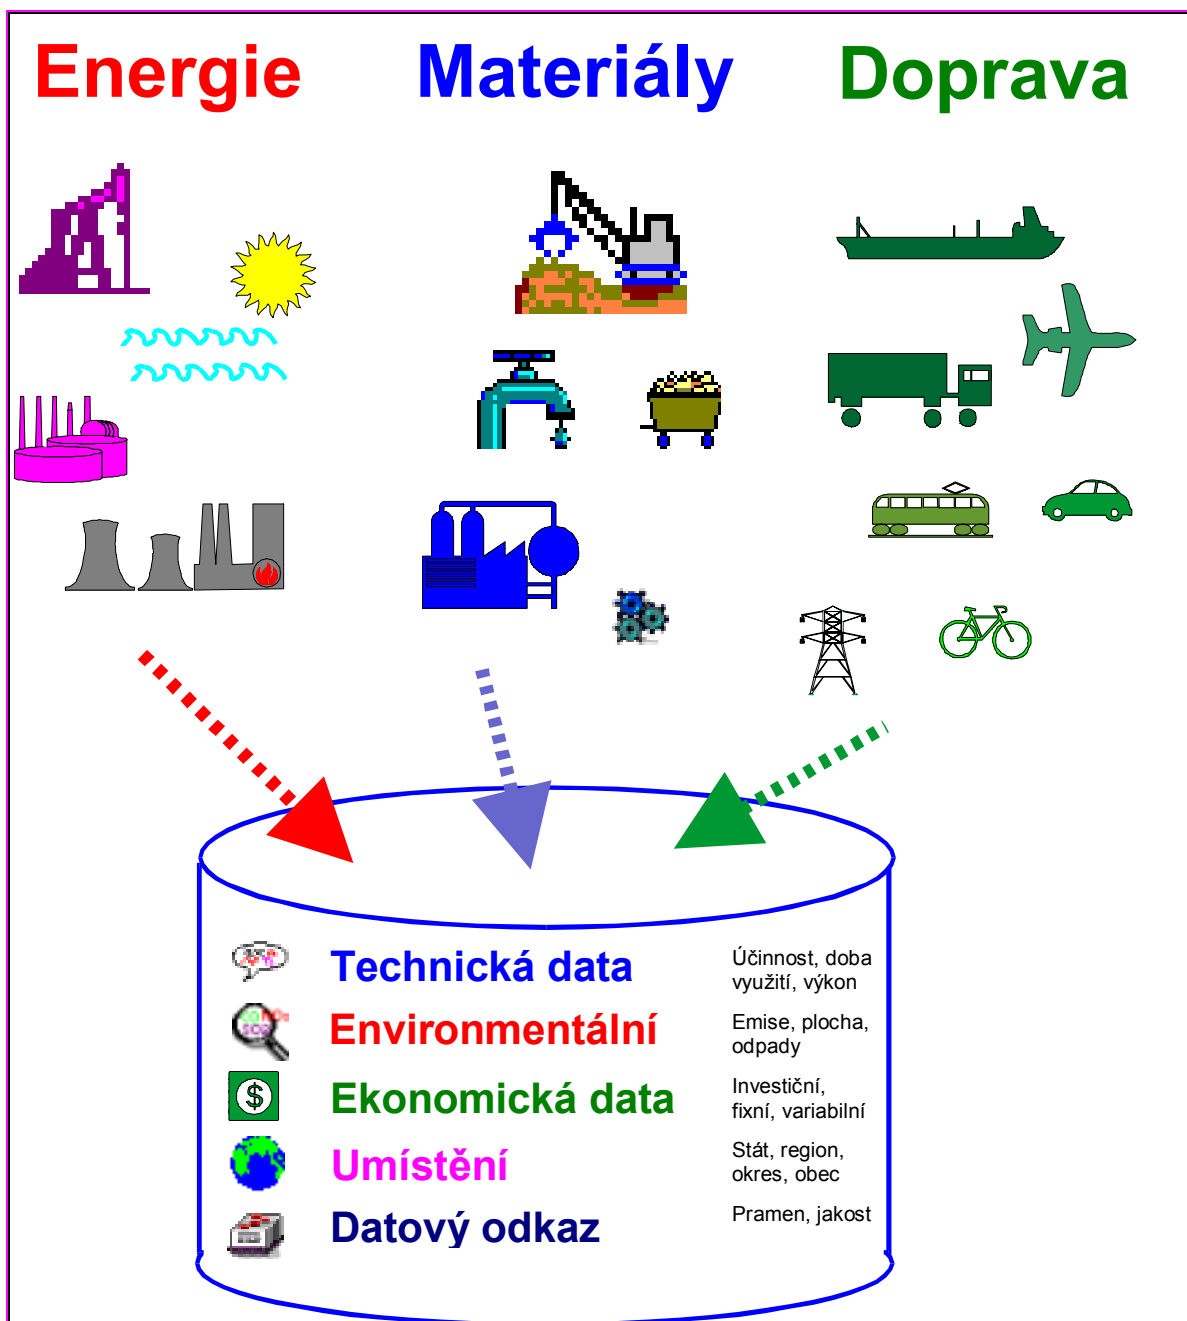 Energie
Materiály
Doprava
Technická data
Účinnost, doba
využití, výkon
Environmentální
Emise, plocha,
odpady
$
Ekonomická data
Investiční,
fixní, variabilní
Umístění
Stát, region,
okres, obec
Datový odkaz
Pramen, jakost